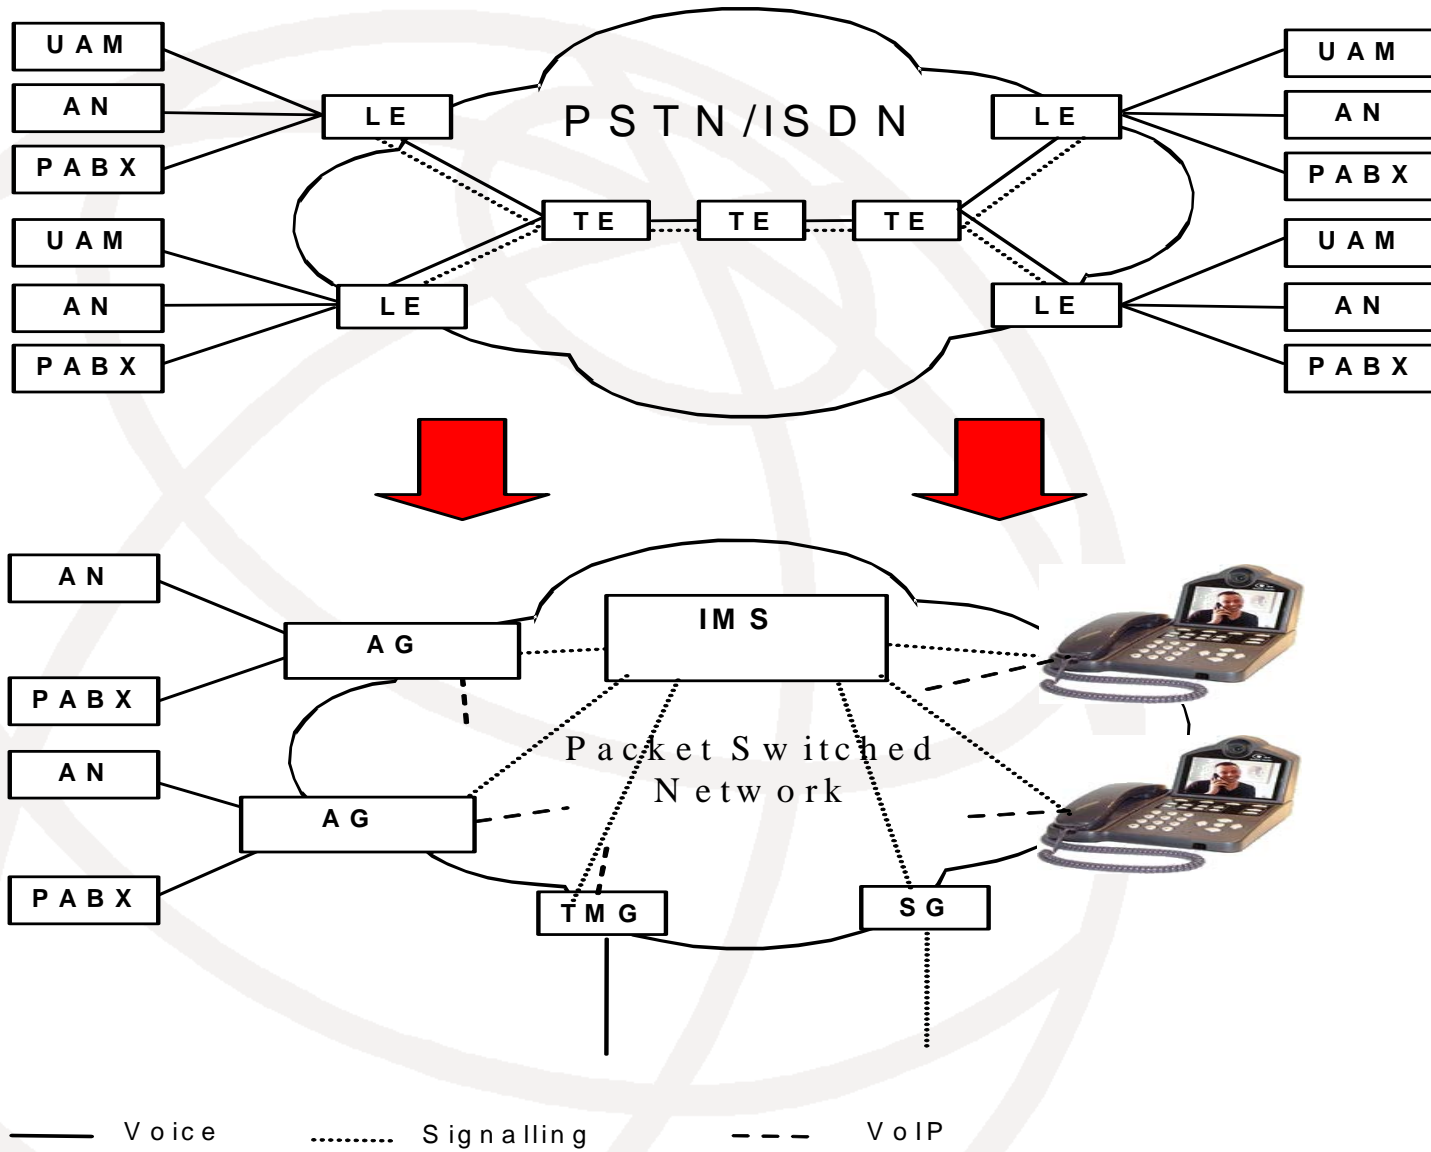 UAM
UAM
AN
LE
PSTN/ISDN
LE
AN
PABX
PABX
UAM
TE
TE
TE
UAM
AN
LE
LE
AN
PABX
PABX
AN
IMS
AG
PABX
Packet Switched
AN
Network
AG
PABX
TMG
SG
Voice
Signalling
VoIP